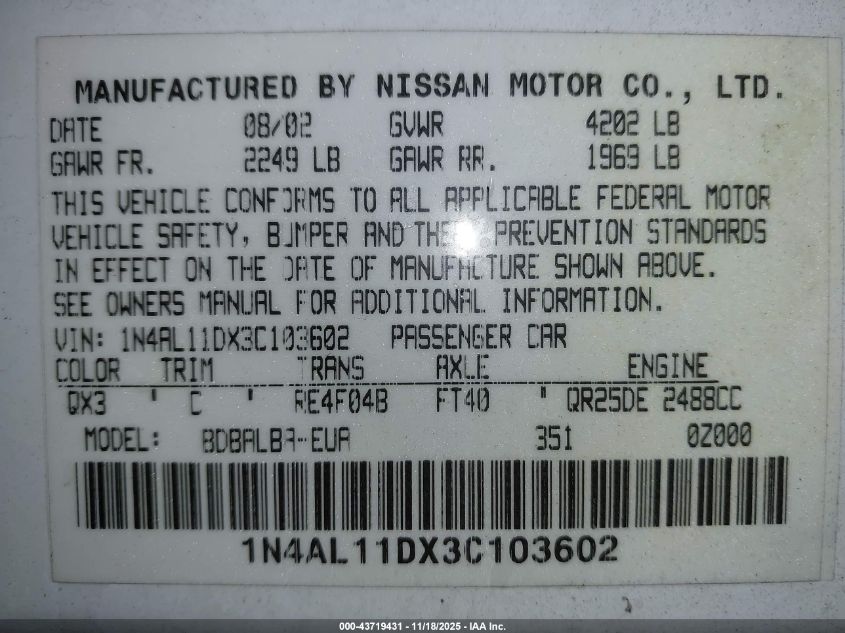 MANUFACTURED BY NISSAN MOTOR CO., LTD.
DATE 08/02 GVWR 4202 LB
GAWR FR. 2249 LB GAWR RR. 1969 LB
THIS VEHICLE CONFORMS TO ALL APPLICABLE FEDERAL MOTOR
VEHICLE SAFETY, BUMPER AND THEFT PREVENTION STANDARDS
IN EFFECT ON THE DATE OF MANUFACTURE SHOWN ABOVE.
SEE OWNERS MANUAL FOR ADDITIONAL INFORMATION.
VIN: 1N4AL11DX3C103602 PASSENGER CAR
COLOR TRIM TRANS AXLE ENGINE
QX3 ' C ' RE4F04B FT40 " QR25DE 2488CC
MODEL: BDBALBA-EUA 351 0Z000
1N4AL11DX3C103602
000-43719431 - 11/18/2025 - IAA Inc.